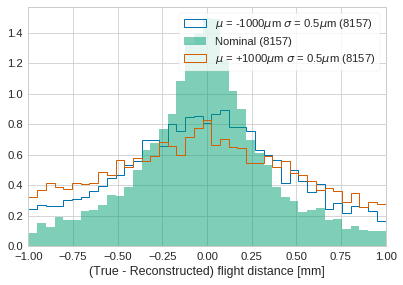 μ = -1000μm σ = 0.5μm (8157)
Nominal (8157)
μ = +1000μm σ = 0.5μm (8157)
1.4
1.2
1.0
0.8
0.6
0.4
0.2
0.0
−1.00 −0.75 −0.50 −0.25 0.00 0.25 0.50 0.75 1.00
(True - Reconstructed) flight distance [mm]